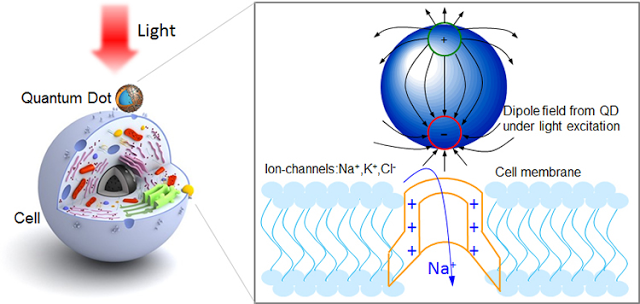 Light
Quantum Dot
Cell
+
-
Dipole field from QD
under light excitation
Ion-channels:Na⁺,K⁺,Cl⁻
Cell membrane
+ +
+ +
+ +
Na⁺